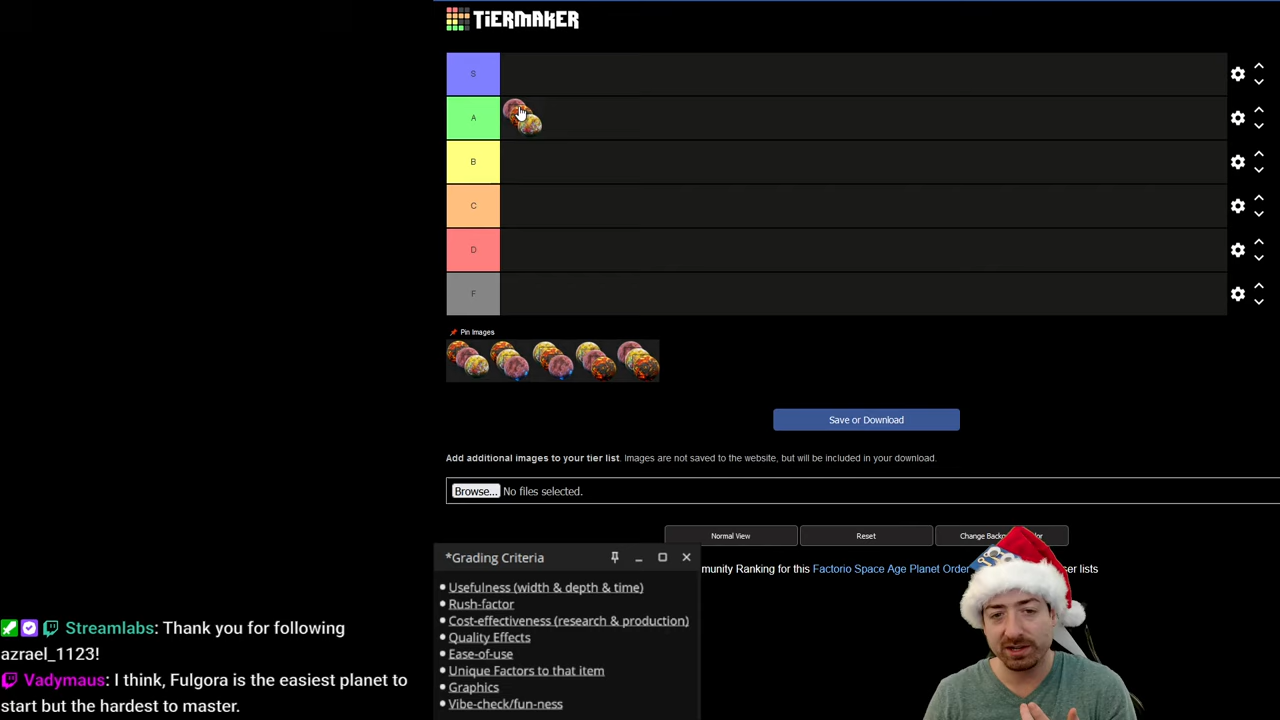 TIERMAKER
S
A
B
C
D
F
Pin Images
Save or Download
Add additional images to your tier list. Images are not saved to the website, but will be included in your download.
Browse... No files selected.
Normal View
Reset
Change
*Grading Criteria
Usefulness (width & depth & time)
Rush-factor
Cost-effectiveness (research & production)
Quality Effects
Ease-of-use
Unique Factors to that item
Graphics
Vibe-check/fun-ness
Ranking for this Factorio Space Age Planet Order lists
Streamlabs: Thank you for following
azrael_1123!
Vadymaus: I think, Fulgora is the easiest planet to
start but the hardest to master.